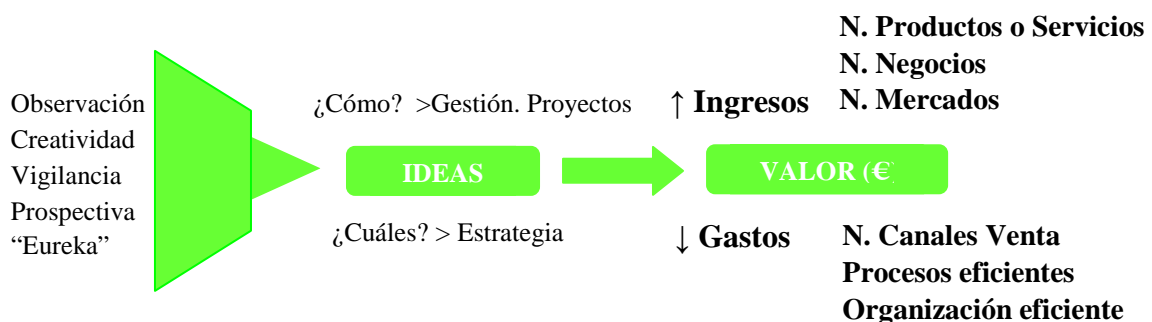 Observación
Creatividad
Vigilancia
Prospectiva
“Eureka”
¿Cómo? >Gestión. Proyectos
IDEAS
¿Cuáles? > Estrategia
↑ Ingresos
N. Productos o Servicios
N. Negocios
N. Mercados
VALOR (€
↓ Gastos
N. Canales Venta
Procesos eficientes
Organización eficiente